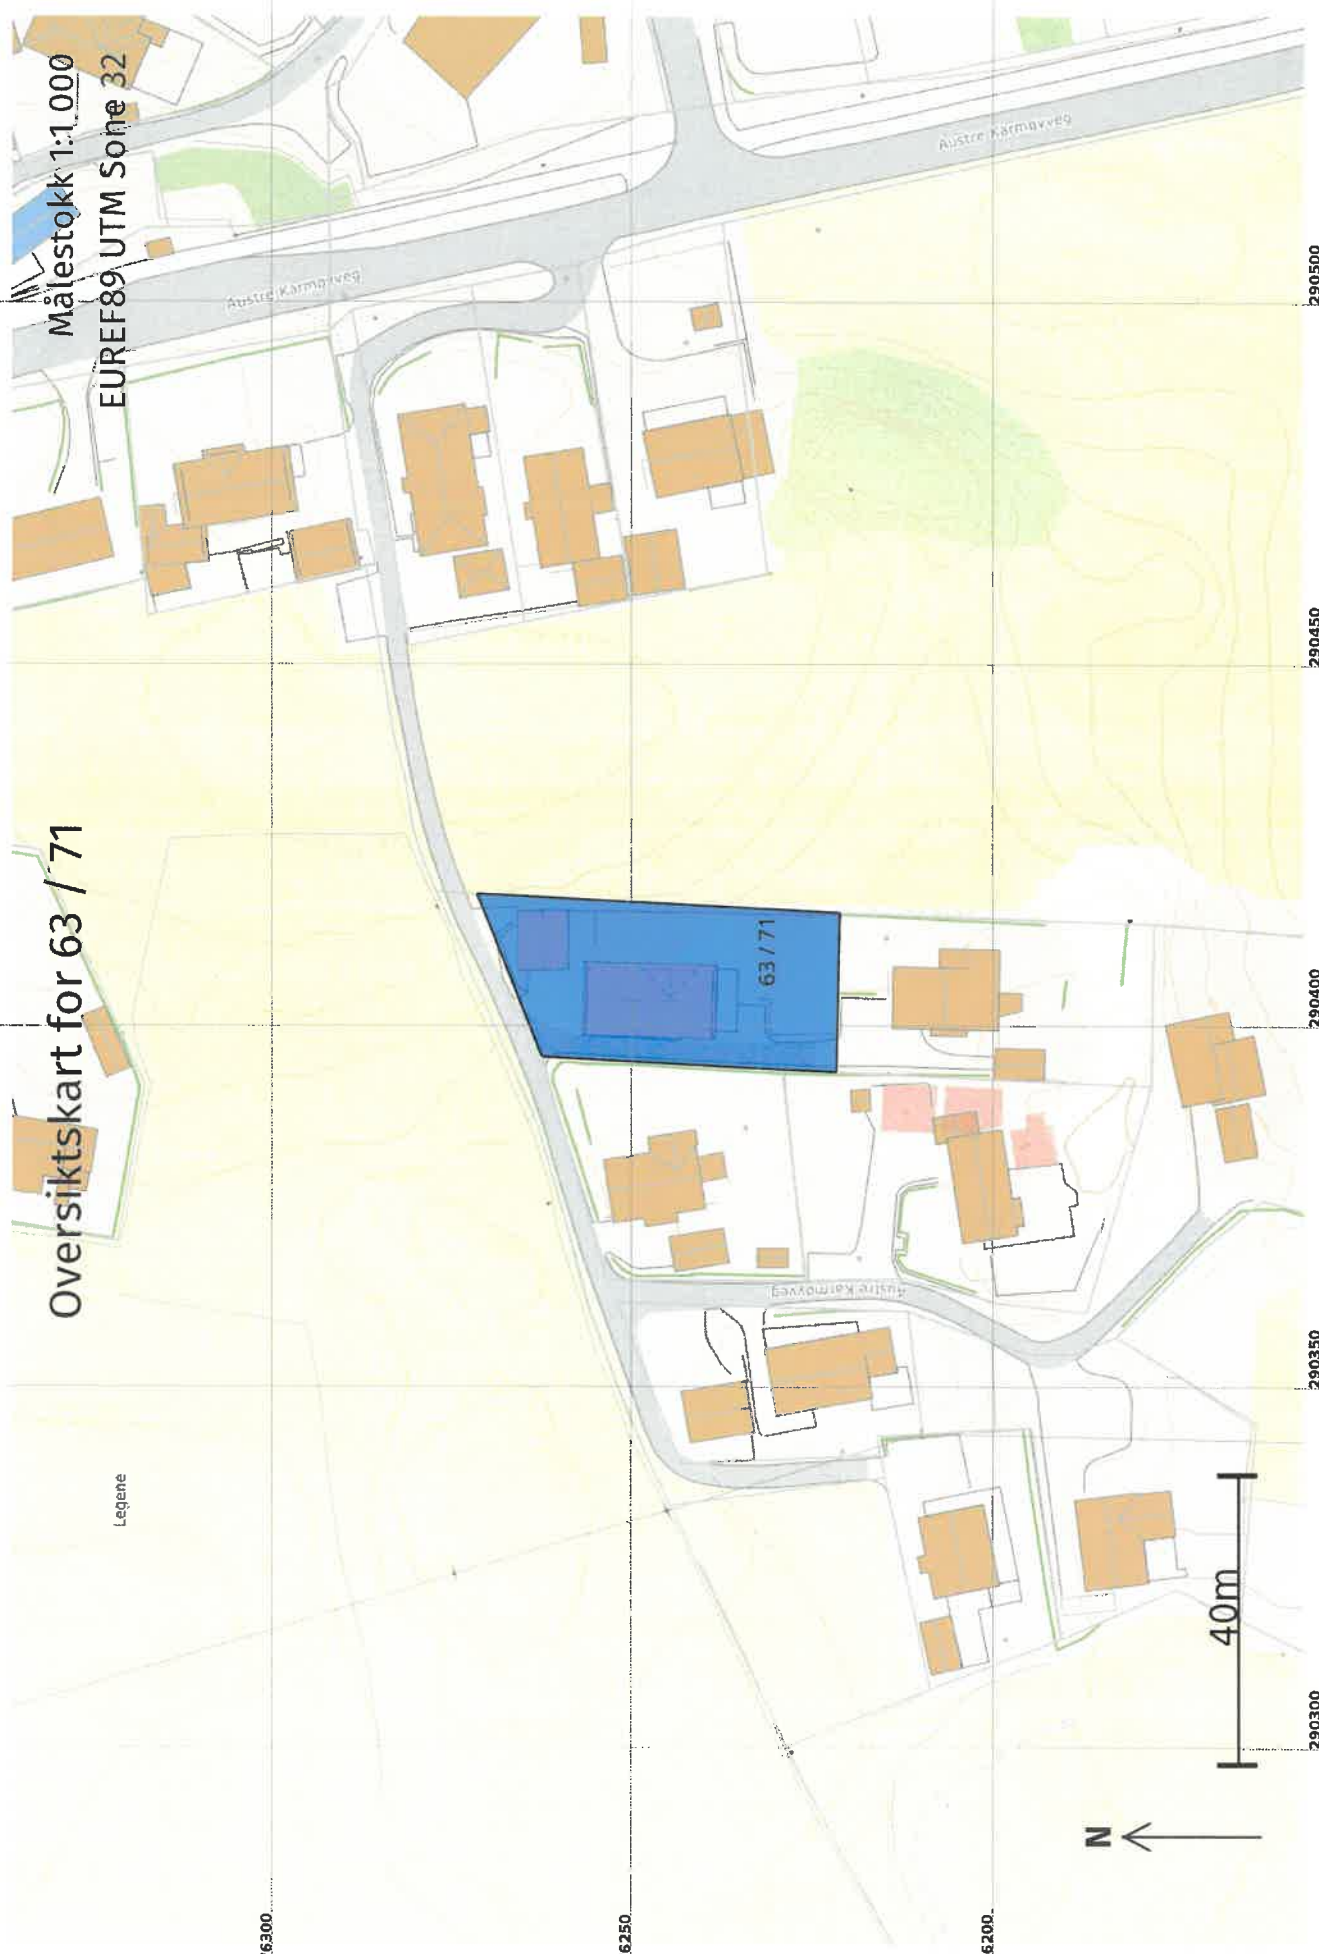 Oversiktskart for 63 / 71
Målestokk 1:1 000
EUREF89 UTM Sone 32
Legene
Austre Karmøyveg
Austre Karmøyveg
Austre Karmøyveg
63 / 71
40m
N
6300
6250
6200
290300
290350
290400
290450
290500